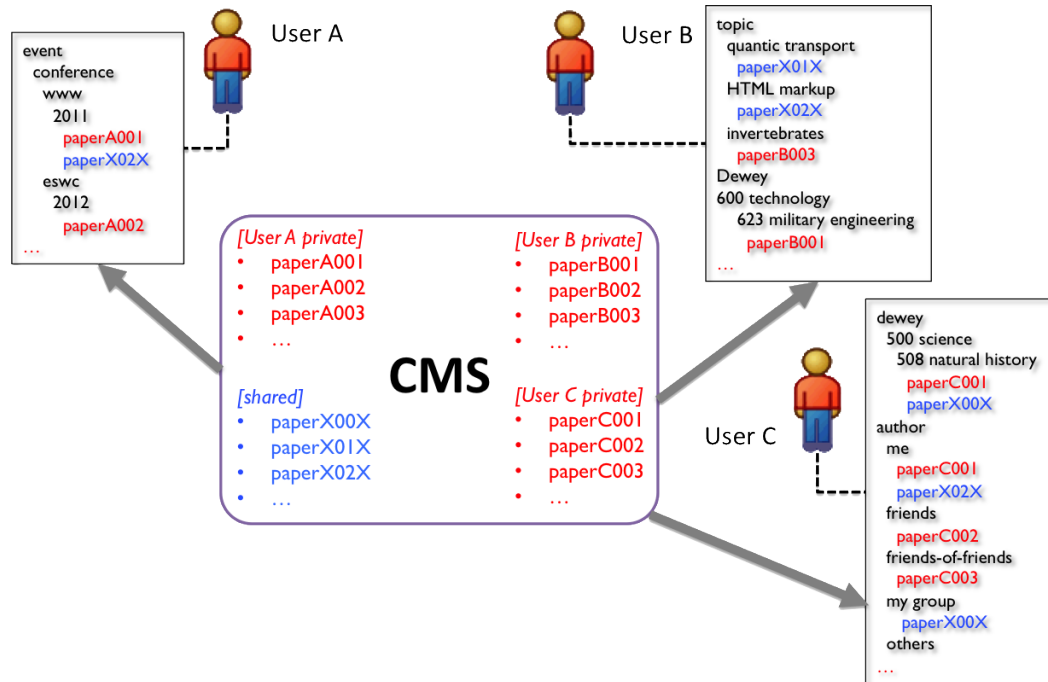 User A
event
conference
www
2011
paperA001
paperX02X
eswc
2012
paperA002
…
User B
topic
quantic transport
paperX01X
HTML markup
paperX02X
invertebrates
paperB003
Dewey
600 technology
623 military engineering
paperB001
…
[User A private]
• paperA001
• paperA002
• paperA003
• …
[User B private]
• paperB001
• paperB002
• paperB003
• …
CMS
[shared]
• paperX00X
• paperX01X
• paperX02X
• …
[User C private]
• paperC001
• paperC002
• paperC003
• …
User C
dewey
500 science
508 natural history
paperC001
paperX00X
author
me
paperC001
paperX02X
friends
paperC002
friends-of-friends
paperC003
my group
paperX00X
others
…